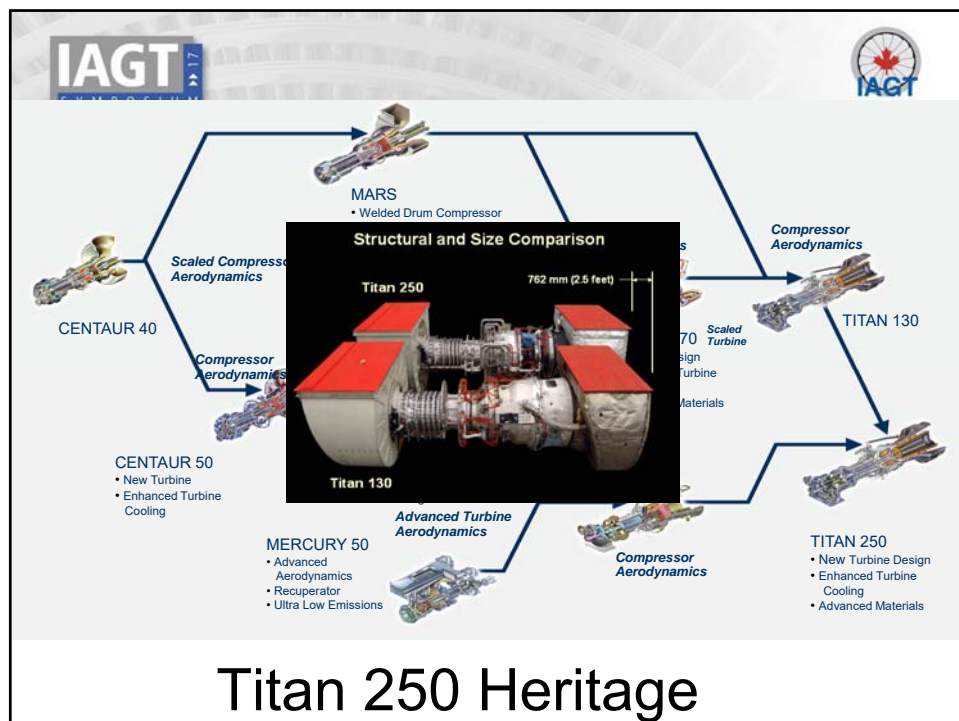 IAGT
SYMPOSIUM 17
IAGT
MARS
• Welded Drum Compressor
Scaled Compressor
Aerodynamics
Compressor
Aerodynamics
CENTAUR 40
TITAN 130
Structural and Size Comparison
762 mm (2.5 feet)
Titan 250
Titan 130
70
Scaled
Turbine
Turbine
Materials
Compressor
Aerodynamics
CENTAUR 50
• New Turbine
• Enhanced Turbine
Cooling
Advanced Turbine
Aerodynamics
MERCURY 50
• Advanced
Aerodynamics
• Recuperator
• Ultra Low Emissions
Compressor
Aerodynamics
TITAN 250
• New Turbine Design
• Enhanced Turbine
Cooling
• Advanced Materials
Titan 250 Heritage